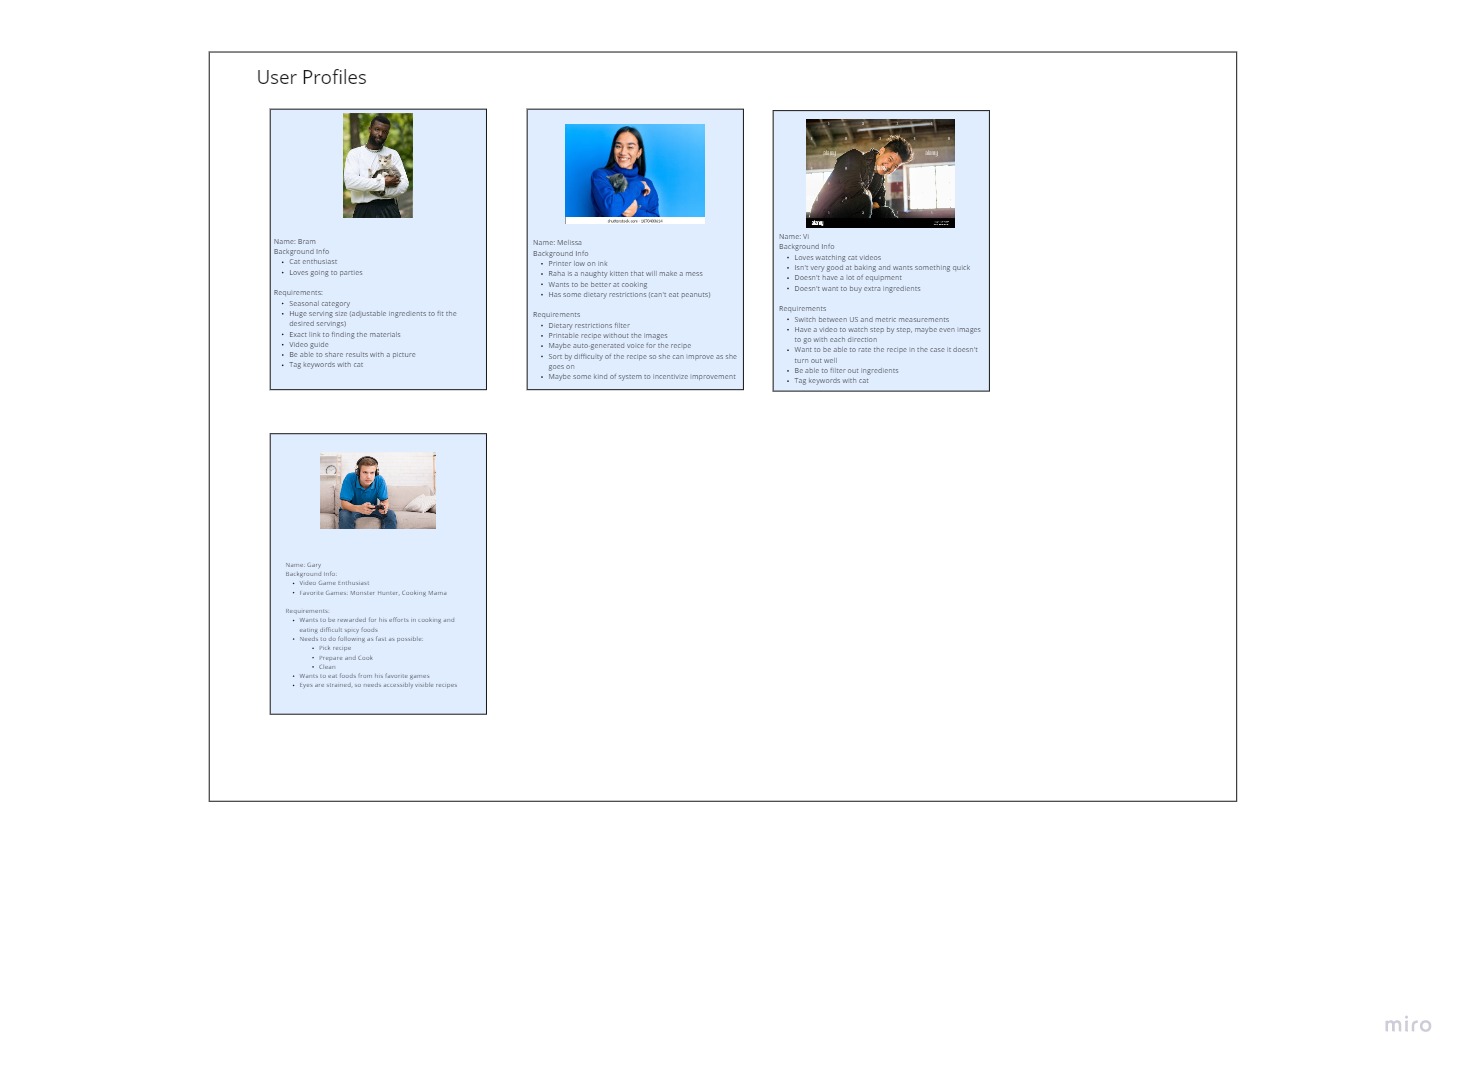 User Profiles
Name: Bram
Background Info
• Cat enthusiast
• Loves going to parties
Requirements:
• Seasonal category
• Huge serving size (adjustable ingredients to fit the
desired servings)
• Exact link to finding the materials
• Video guide
• Be able to share results with a picture
• Tag keywords with cat
shutterstock.com
Name: Melissa
Background Info
• Printer low on ink
• Raha is a naughty kitten that will make a mess
• Wants to be better at cooking
• Has some dietary restrictions (can't eat peanuts)
Requirements
• Dietary restrictions filter
• Printable recipe without the images
• Maybe auto-generated voice for the recipe
• Sort by difficulty of the recipe so she can improve as she
goes on
• Maybe some kind of system to incentivize improvement
alamy
alamy
alamy
Name: Vi
Background Info
• Loves watching cat videos
• Isn't very good at baking and wants something quick
• Doesn't have a lot of equipment
• Doesn't want to buy extra ingredients
Requirements
• Switch between US and metric measurements
• Have a video to watch step by step, maybe even images
to go with each direction
• Want to be able to rate the recipe in the case it doesn't
turn out well
• Be able to filter out ingredients
• Tag keywords with cat
Name: Gary
Background Info:
• Video Game Enthusiast
• Favorite Games: Monster Hunter, Cooking Mama
Requirements:
• Wants to be rewarded for his efforts in cooking and
eating difficult spicy foods
• Needs to do following as fast as possible:
• Pick recipe
• Prepare and Cook
• Clean
• Wants to eat foods from his favorite games
• Eyes are strained, so needs accessibly visible recipes
miro